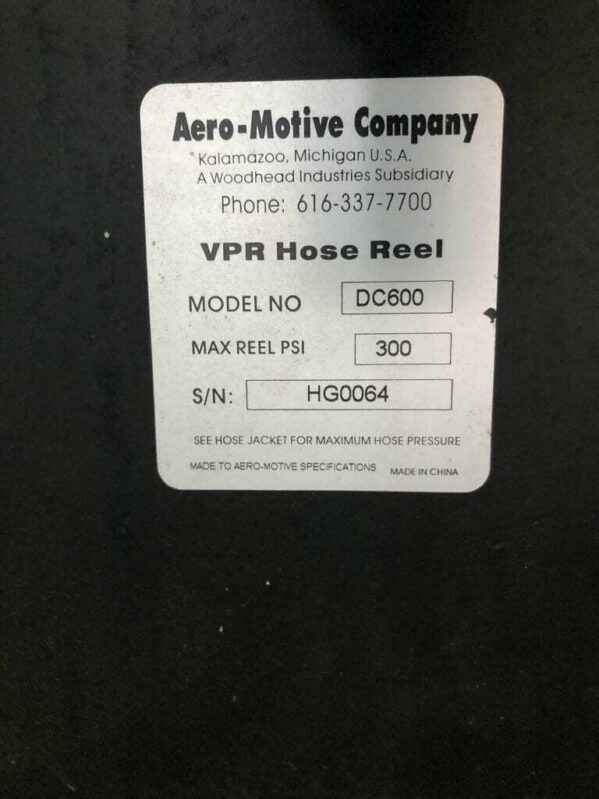 Aero-Motive Company
Kalamazoo, Michigan U.S.A.
A Woodhead Industries Subsidiary
Phone: 616-337-7700
VPR Hose Reel
MODEL NO DC600
MAX REEL PSI 300
S/N: HG0064
SEE HOSE JACKET FOR MAXIMUM HOSE PRESSURE
MADE TO AERO-MOTIVE SPECIFICATIONS MADE IN CHINA